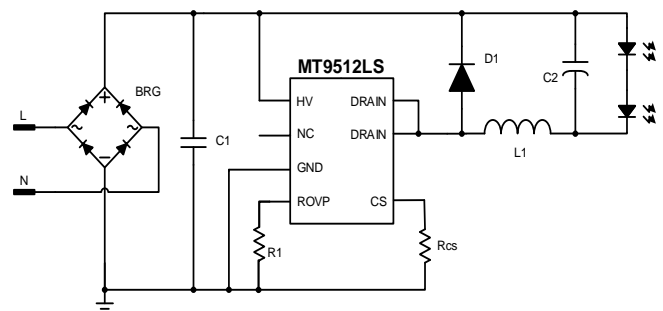 MT9512LS
D1
BRG
HV
DRAIN
C2
L
+
~
~
C1
NC
DRAIN
L1
−
GND
N
ROVP
CS
R1
Rcs